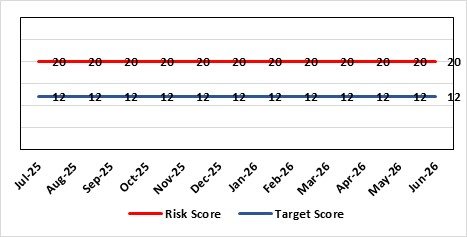 20 20 20 20 20 20 20 20 20 20 20 20
12 12 12 12 12 12 12 12 12 12 12 12
Jul-25 Aug-25 Sep-25 Oct-25 Nov-25 Dec-25 Jan-26 Feb-26 Mar-26 Apr-26 May-26 Jun-26
Risk Score Target Score